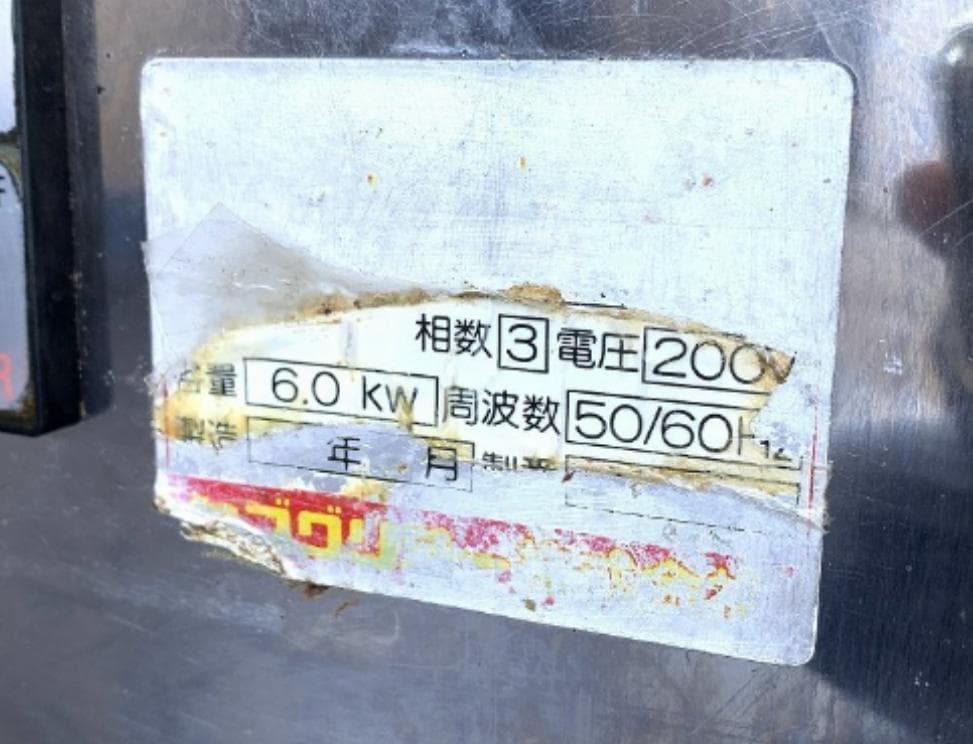 相数 3 電圧 200V
容量 6.0 KW 周波数 50/60Hz
製造 年 月